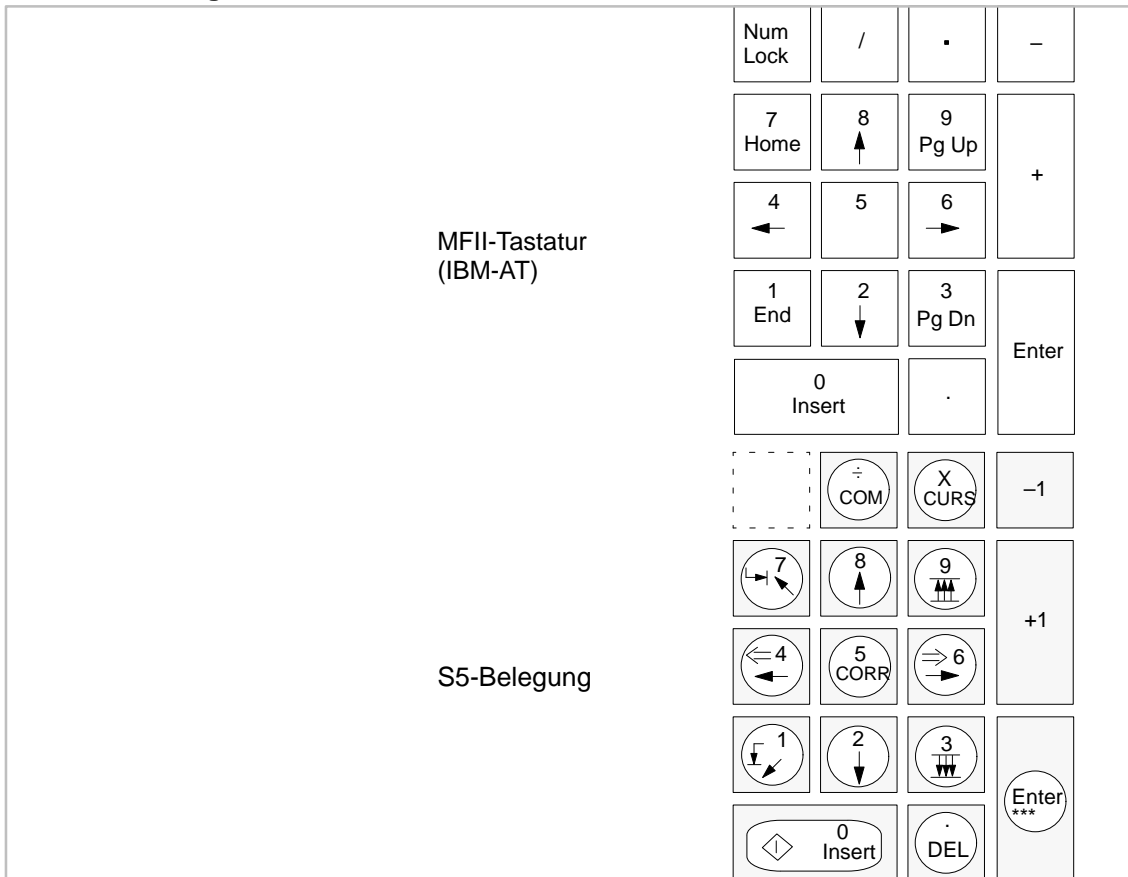 Num
Lock
/
▪
–
7
Home
8
9
Pg Up
+
4
5
6
MFII-Tastatur
(IBM-AT)
1
End
2
3
Pg Dn
Enter
0
Insert
.
÷
COM
X
CURS
–1
7
8
9
+1
4
5
CORR
6
S5-Belegung
1
2
3
Enter
***
0
Insert
.
DEL